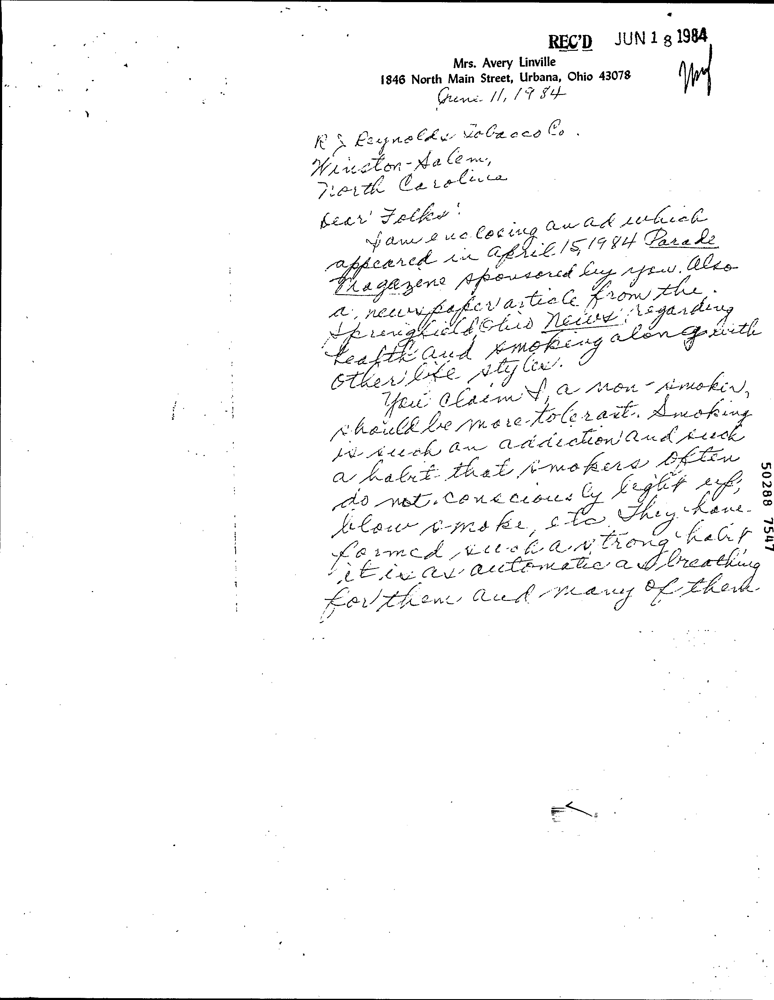 REC'D JUN 18 1984
Mrs. Avery Linville
1846 North Main Street, Urbana, Ohio 43078
June 11, 1984
R J Reynolds Tobacco Co.
Winston-Salem,
North Carolina
Dear Folks:
I am enclosing an ad which
appeared in April 15, 1984 Parade
Magazene sponsored by you. Also
a newspaper article from the
Springfield, Ohio News regarding
health and smoking along with
other life styles.
You claim I, a non-smoker,
should be more tolerant. Smoking
is such an addiction and such
a habit that smokers often
do not consciously light up,
blow smoke, etc. They have
formed such a strong habit
it is as automatic as breathing
for them and many of them
50288 7547